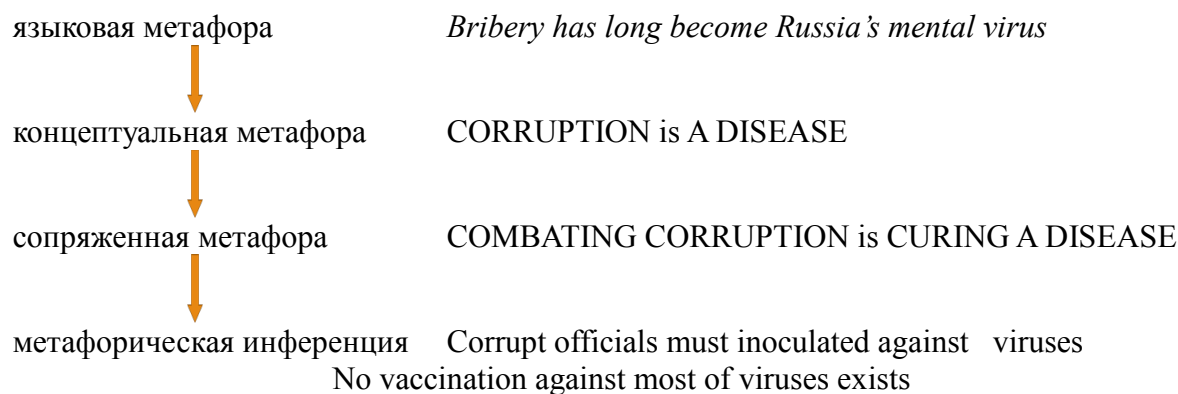 языковая метафора Bribery has long become Russia’s mental virus
концептуальная метафора CORRUPTION is A DISEASE
сопряженная метафора COMBATING CORRUPTION is CURING A DISEASE
метафорическая инференция Corrupt officials must inoculated against viruses
No vaccination against most of viruses exists